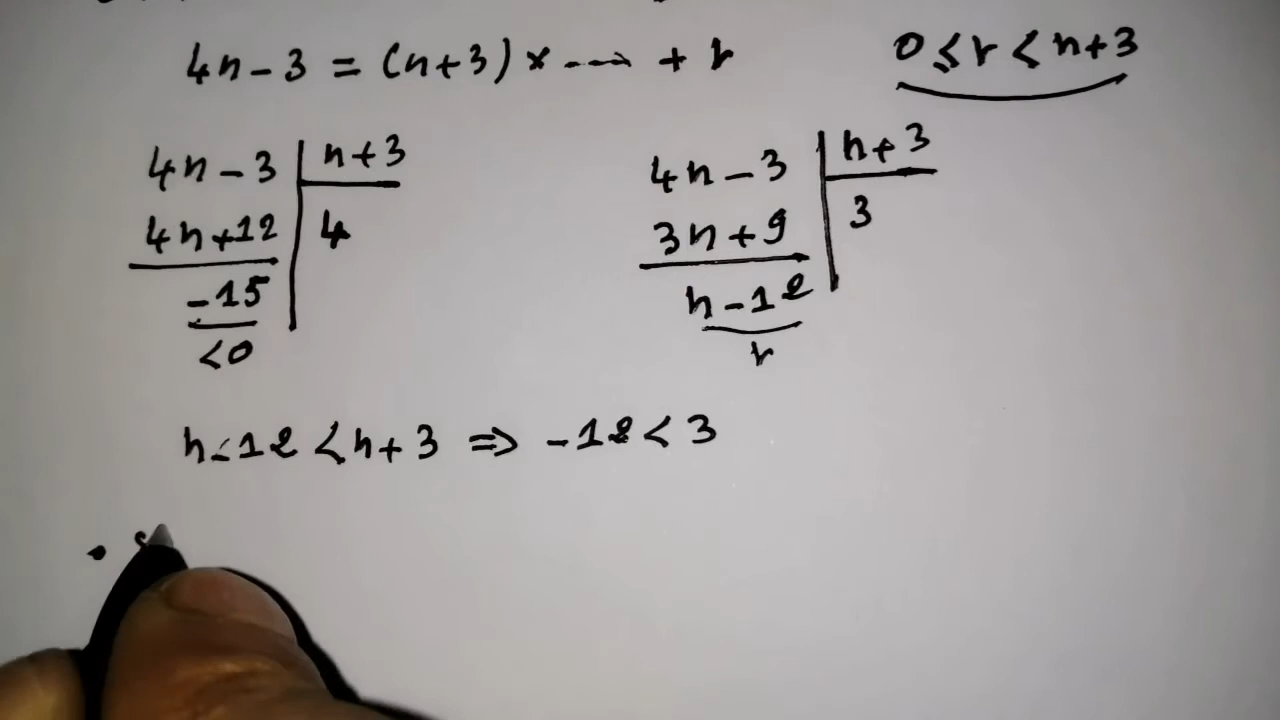 4n - 3 = (n+3) × ---- + r
0 ≤ r < n+3
4n - 3 | n+3
4n+12 | 4
-15
<0
4n - 3 | n+3
3n+9 | 3
n - 12
r
n-12 < n+3 ⇒ -12 < 3